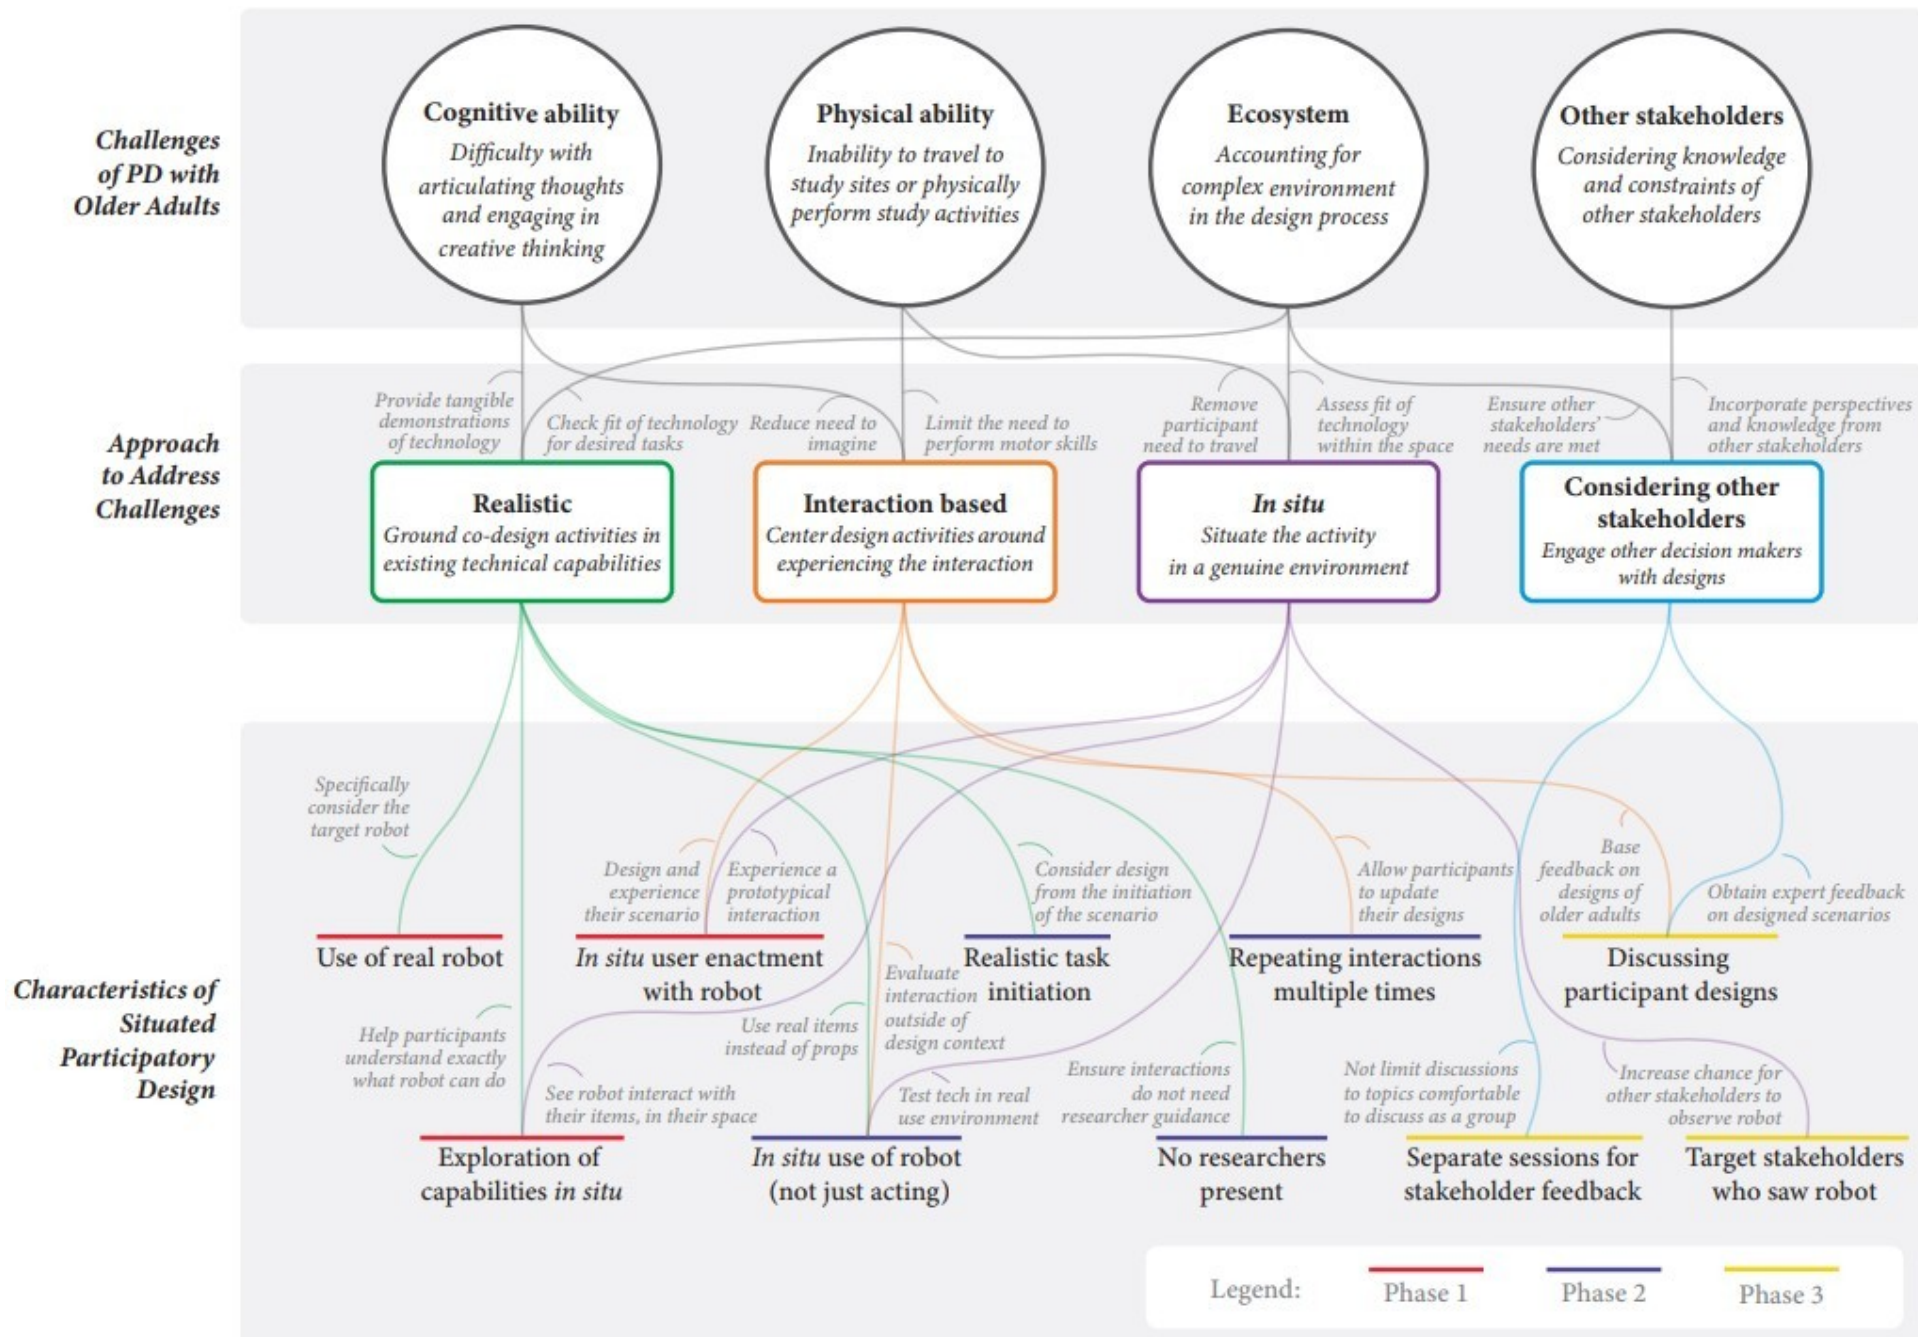 Challenges
of PD with
Older Adults
Cognitive ability
Difficulty with
articulating thoughts
and engaging in
creative thinking
Physical ability
Inability to travel to
study sites or physically
perform study activities
Ecosystem
Accounting for
complex environment
in the design process
Other stakeholders
Considering knowledge
and constraints of
other stakeholders
Approach
to Address
Challenges
Provide tangible
demonstrations
of technology
Check fit of technology
for desired tasks
Reduce need to
imagine
Limit the need to
perform motor skills
Remove
participant
need to travel
Assess fit of
technology
within the space
Ensure other
stakeholders'
needs are met
Incorporate perspectives
and knowledge from
other stakeholders
Realistic
Ground co-design activities in
existing technical capabilities
Interaction based
Center design activities around
experiencing the interaction
In situ
Situate the activity
in a genuine environment
Considering other
stakeholders
Engage other decision makers
with designs
Characteristics of
Situated
Participatory
Design
Specifically
consider the
target robot
Use of real robot
Design and
experience
their scenario
Experience a
prototypical
interaction
In situ user enactment
with robot
Consider design
from the initiation
of the scenario
Realistic task
initiation
Allow participants
to update
their designs
Repeating interactions
multiple times
Base
feedback on
designs of
older adults
Obtain expert feedback
on designed scenarios
Discussing
participant designs
Help participants
understand exactly
what robot can do
See robot interact with
their items, in their space
Exploration of
capabilities in situ
Use real items
instead of props
Evaluate
interaction
outside of
design context
Test tech in real
use environment
In situ use of robot
(not just acting)
Ensure interactions
do not need
researcher guidance
No researchers
present
Not limit discussions
to topics comfortable
to discuss as a group
Separate sessions for
stakeholder feedback
Increase chance for
other stakeholders to
observe robot
Target stakeholders
who saw robot
Legend:
Phase 1
Phase 2
Phase 3